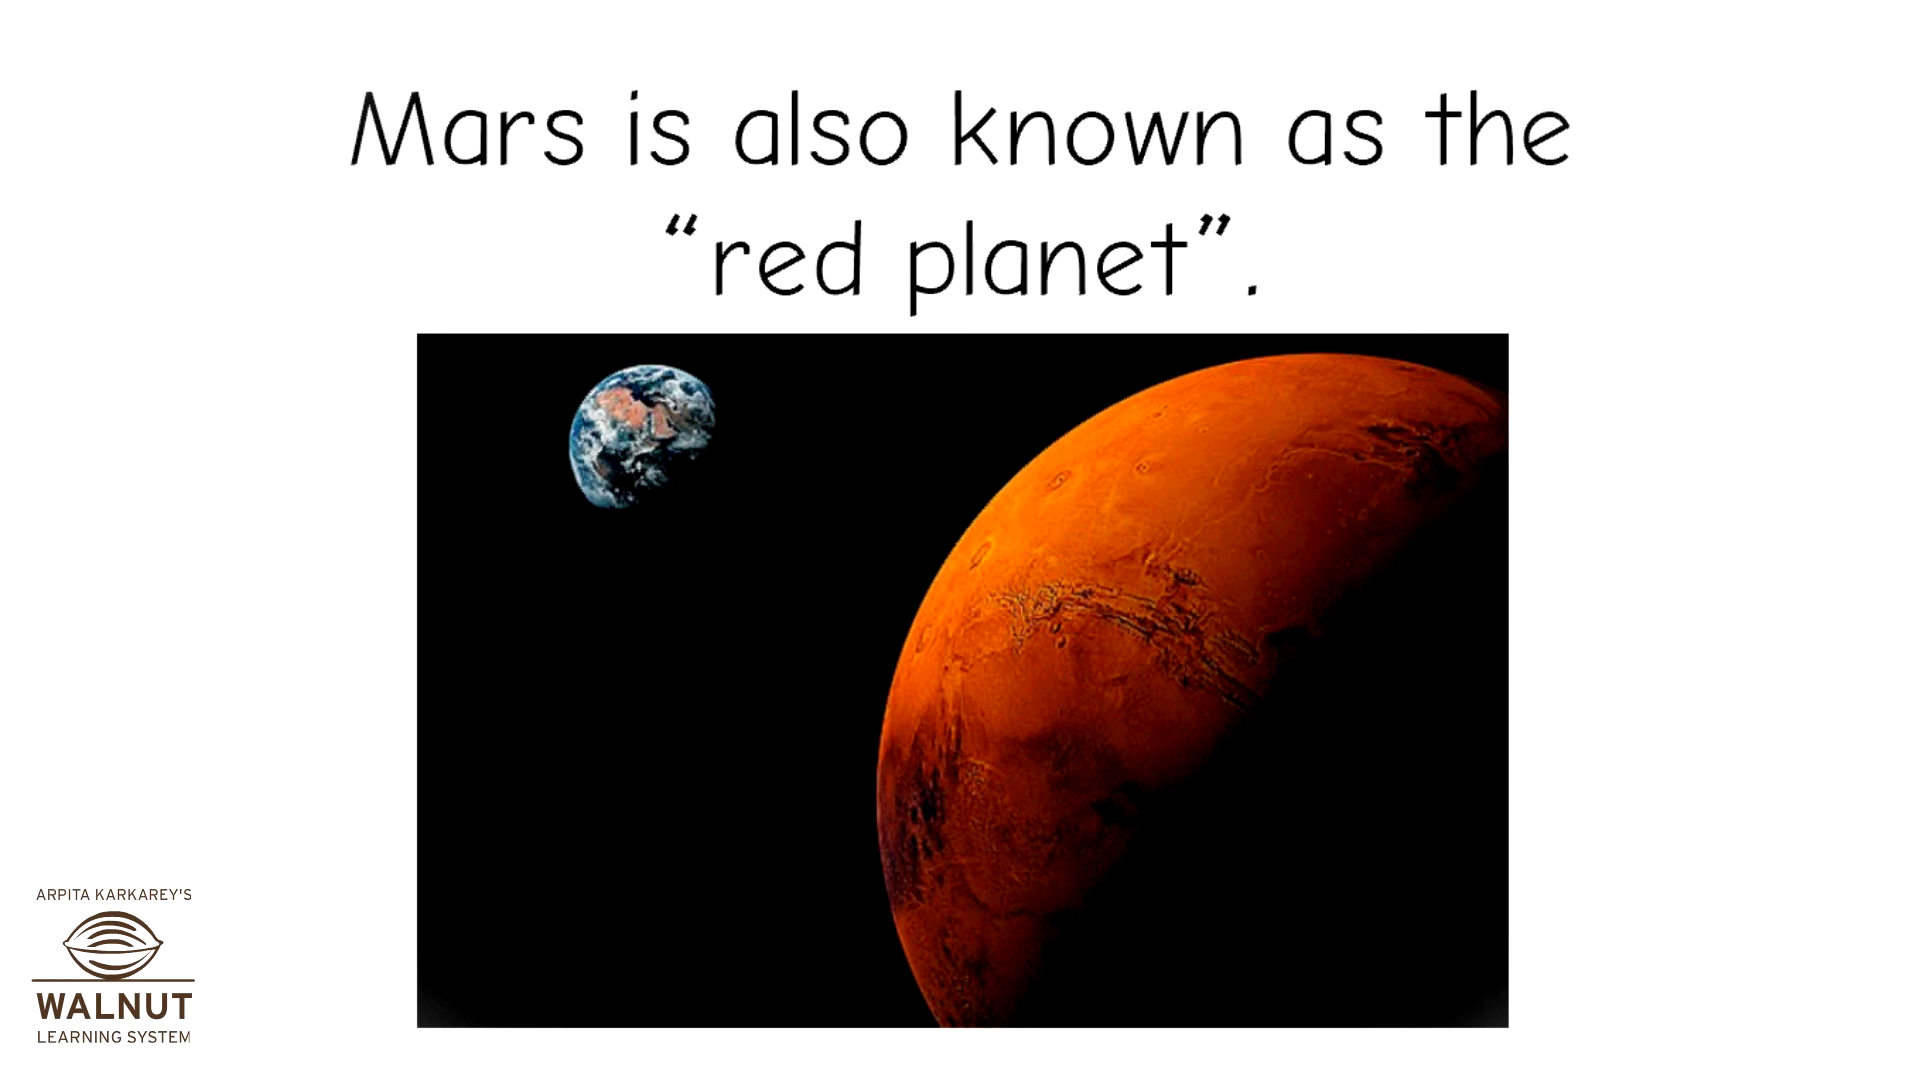 Mars is also known as the
“red planet”.
ARPITA KARKAREY'S
WALNUT
LEARNING SYSTEM